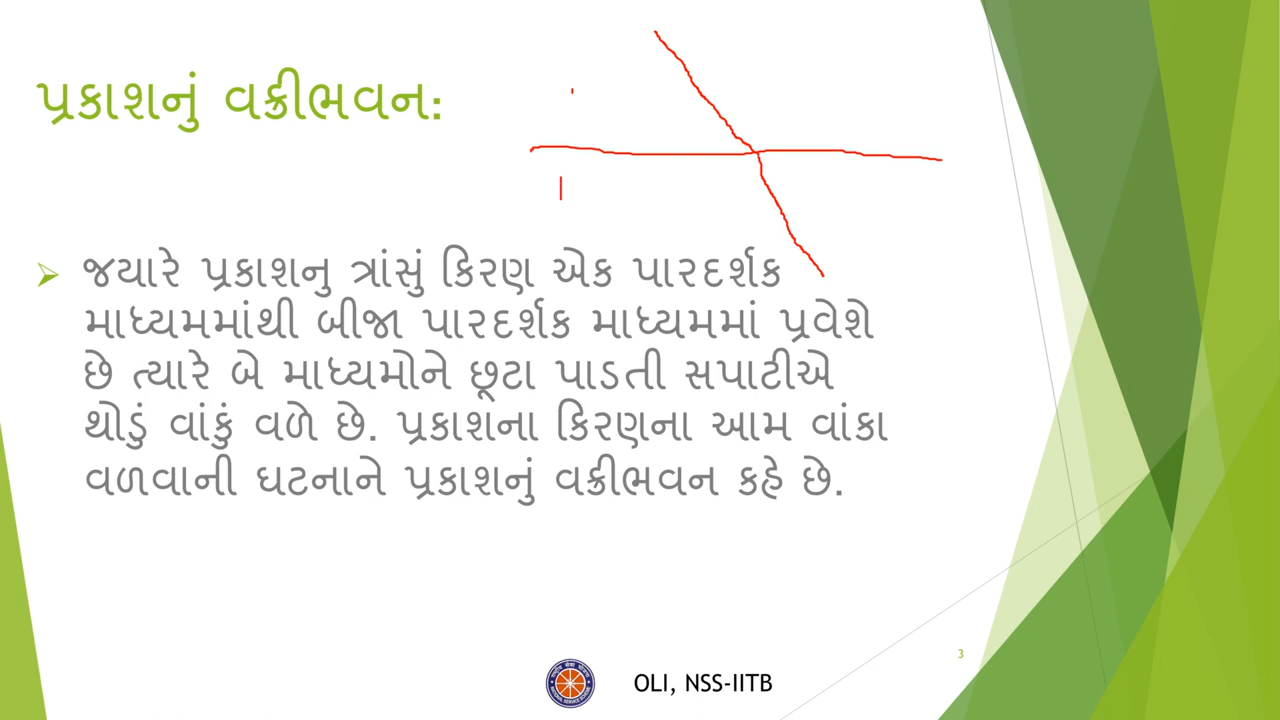 પ્રકાશનું વક્રીભવન:
જયારે પ્રકાશનુ ત્રાંસું કિરણ એક પારદર્શક
માધ્યમમાંથી બીજા પારદર્શક માધ્યમમાં પ્રવેશે
છે ત્યારે બે માધ્યમોને છૂટા પાડતી સપાટીએ
થોડું વાંકું વળે છે. પ્રકાશના કિરણના આમ વાંકા
વળવાની ઘટનાને પ્રકાશનું વક્રીભવન કહે છે.
3
OLI, NSS-IITB